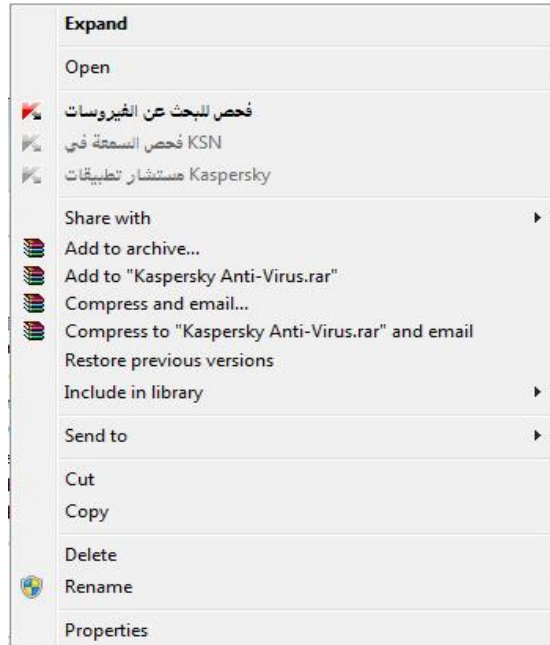 Expand
Open
فحص للبحث عن الفيروسات
فحص السمعة في KSN
مستشار تطبيقات Kaspersky
Share with
Add to archive...
Add to "Kaspersky Anti-Virus.rar"
Compress and email...
Compress to "Kaspersky Anti-Virus.rar" and email
Restore previous versions
Include in library
Send to
Cut
Copy
Delete
Rename
Properties